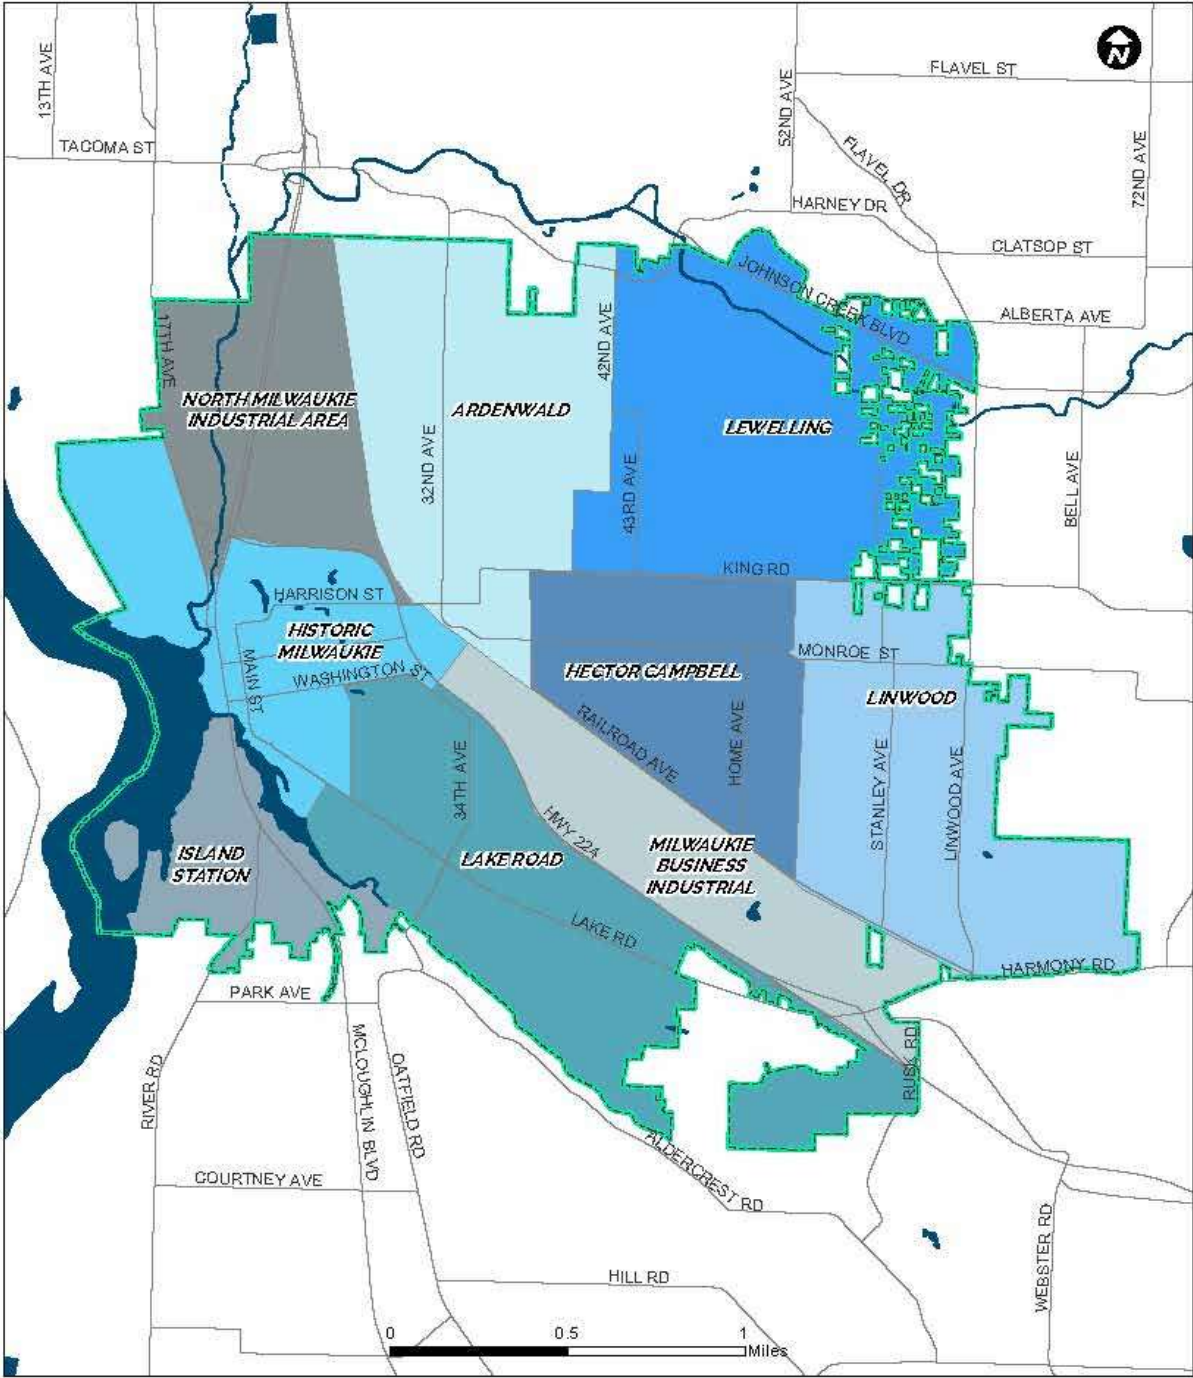 N
FLAVEL ST
13TH AVE
52ND AVE
TACOMA ST
FLAVEL DR
72ND AVE
HARNEY DR
CLATSOP ST
JOHNSON CREEK BLVD
ALBERTA AVE
17TH AVE
42ND AVE
NORTH MILWAUKIE
INDUSTRIAL AREA
ARDENWALD
LEWELLING
32ND AVE
43RD AVE
BELL AVE
KING RD
HARRISON ST
HISTORIC
MILWAUKIE
MONROE ST
WASHINGTON ST
MAIN ST
HECTOR CAMPBELL
LINWOOD
RAILROAD AVE
HOME AVE
34TH AVE
STANLEY AVE
LINWOOD AVE
HWY 224
ISLAND
STATION
LAKE ROAD
MILWAUKIE
BUSINESS
INDUSTRIAL
LAKE RD
HARMONY RD
PARK AVE
RIVER RD
MCLOUGHLIN BLVD
OATFIELD RD
RUSK RD
ALDERCREST RD
COURTNEY AVE
WEBSTER RD
HILL RD
0 0.5 1
Miles